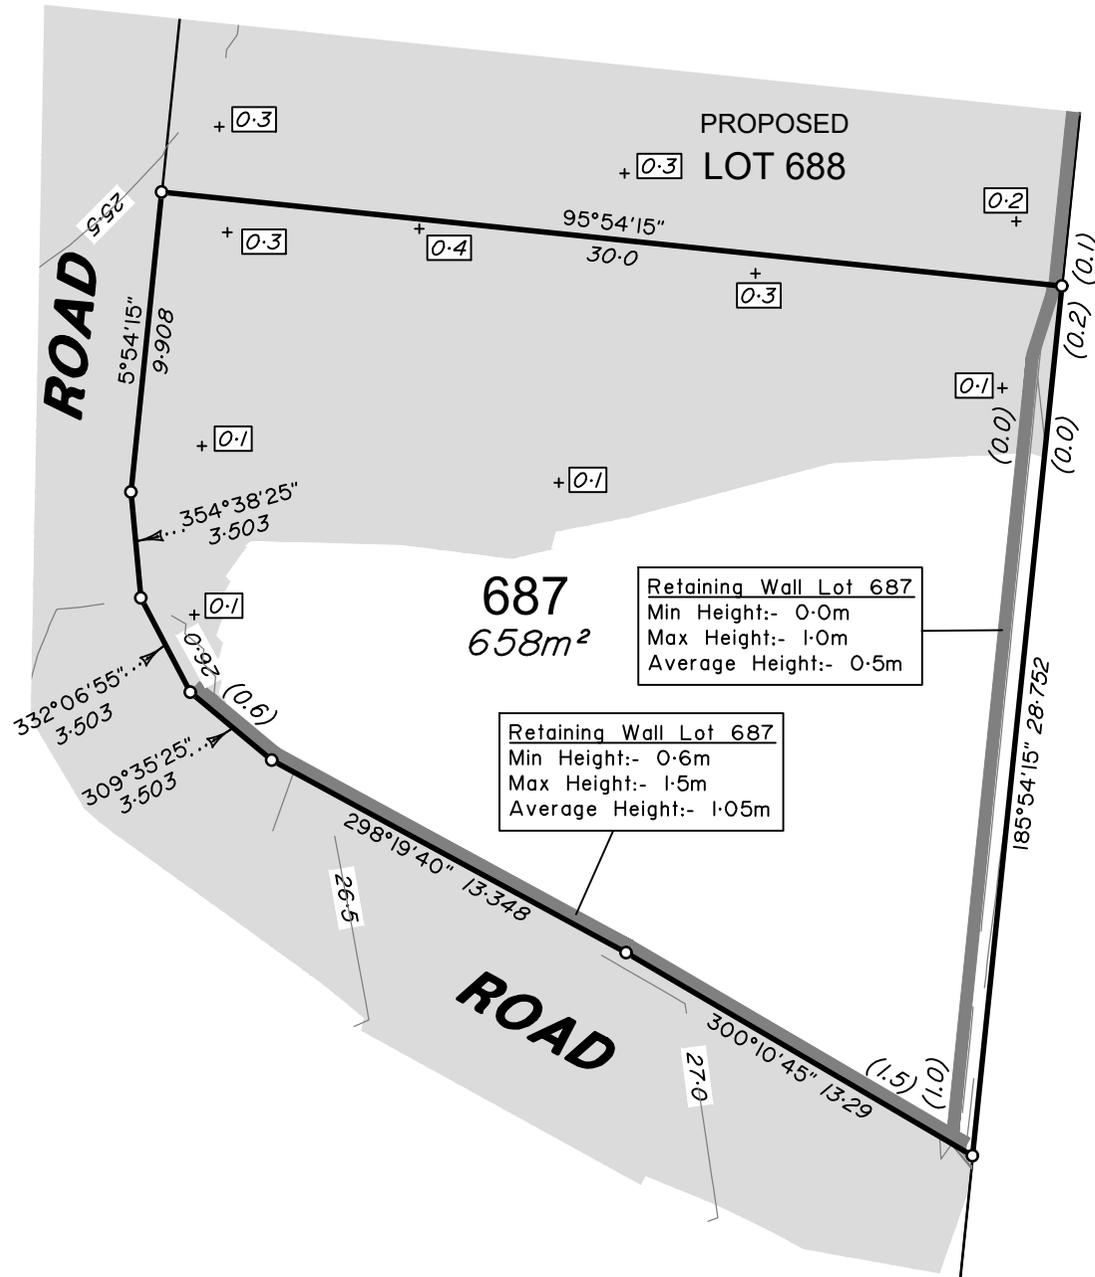 0·3
PROPOSED
LOT 688
0·3
0·2
25·5
95°54'15"
30·0
0·3
0·4
0·3
(0.1)
(0.2)
ROAD
5°54'15"
9·908
0·1
(0.0)
(0.0)
0·1
0·1
354°38'25"
3·503
0·1
26·0
(0.6)
687
658m²
Retaining Wall Lot 687
Min Height:- 0·0m
Max Height:- 1·0m
Average Height:- 0·5m
332°06'55"
3·503
309°35'25"
3·503
Retaining Wall Lot 687
Min Height:- 0·6m
Max Height:- 1·5m
Average Height:- 1·05m
185°54'15" 28·752
298°19'40" 13·348
26·5
ROAD
300°10'45" 13·29
27·0
(1.5)
(1.0)